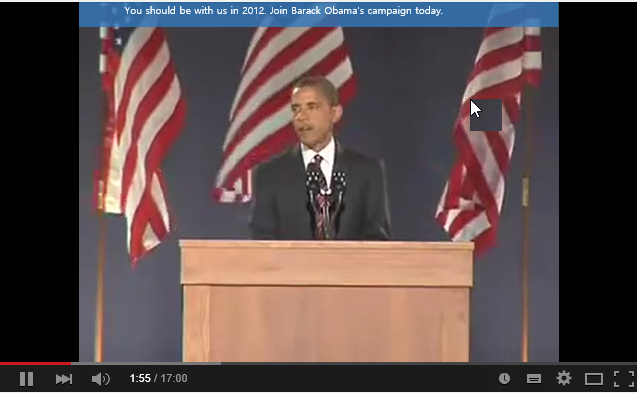 You should be with us in 2012. Join Barack Obama's campaign today.
1:55 / 17:00